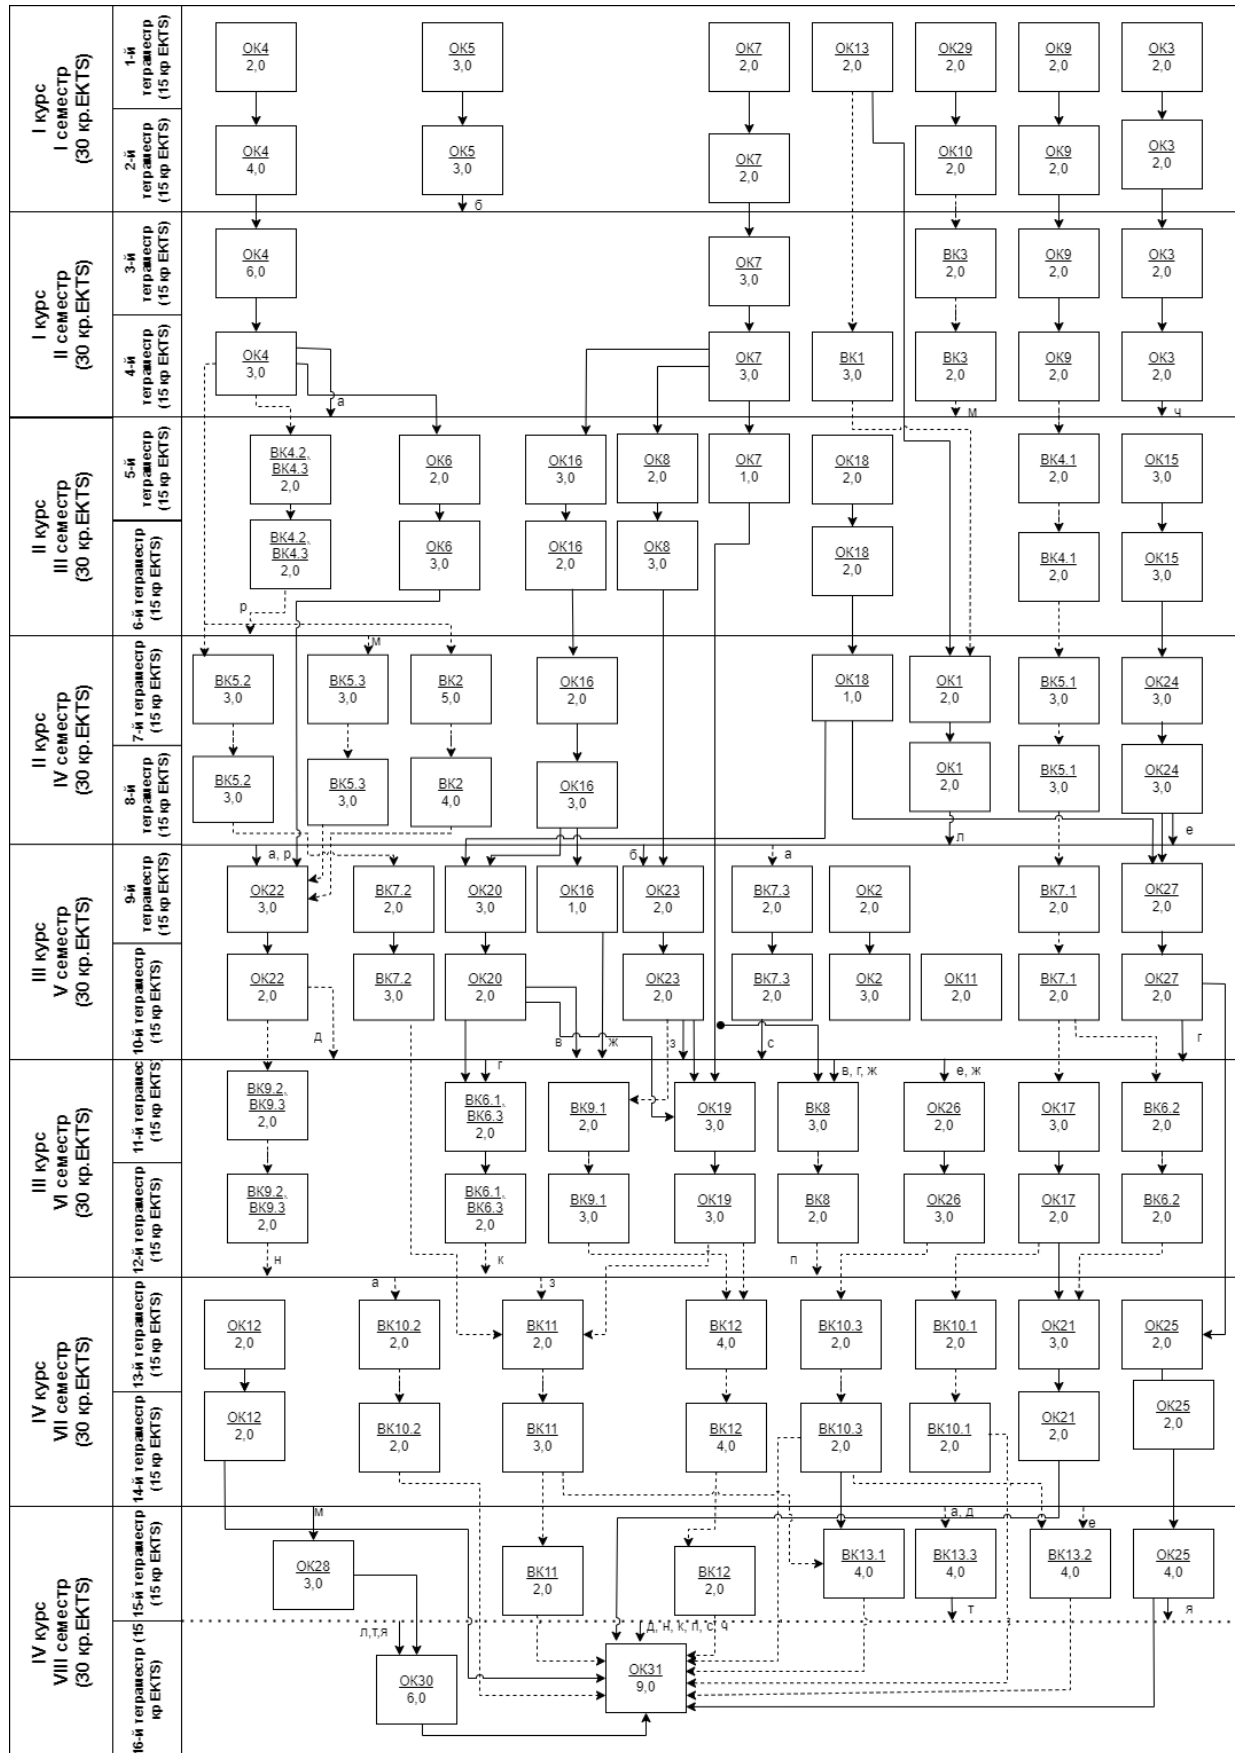 I курс
I семестр
(30 кр.EKTS)
1-й
тетраместр
(15 кр EKTS)
ОК4
2,0
ОК5
3,0
ОК7
2,0
ОК13
2,0
ОК29
2,0
ОК9
2,0
ОК3
2,0
2-й
тетраместр
(15 кр EKTS)
ОК4
4,0
ОК5
3,0
ОК7
2,0
ОК10
2,0
ОК9
2,0
ОК3
2,0
б
I курс
II семестр
(30 кр.EKTS)
3-й
тетраместр
(15 кр EKTS)
ОК4
6,0
ОК7
3,0
ВК3
2,0
ОК9
2,0
ОК3
2,0
4-й
тетраместр
(15 кр EKTS)
ОК4
3,0
ОК7
3,0
ВК1
3,0
ВК3
2,0
ОК9
2,0
ОК3
2,0
а
м
ч
II курс
III семестр
(30 кр.EKTS)
5-й
тетраместр
(15 кр EKTS)
ВК4.2,
ВК4.3
2,0
ОК6
2,0
ОК16
3,0
ОК8
2,0
ОК7
1,0
ОК18
2,0
ВК4.1
2,0
ОК15
3,0
6-й тетраместр
(15 кр EKTS)
ВК4.2,
ВК4.3
2,0
ОК6
3,0
ОК16
2,0
ОК8
3,0
ОК18
2,0
ВК4.1
2,0
ОК15
3,0
р
II курс
IV семестр
(30 кр.EKTS)
7-й тетраместр
(15 кр EKTS)
м
ВК5.2
3,0
ВК5.3
3,0
ВК2
5,0
ОК16
2,0
ОК18
1,0
ОК1
2,0
ВК5.1
3,0
ОК24
3,0
8-й
тетраместр
(15 кр EKTS)
ВК5.2
3,0
ВК5.3
3,0
ВК2
4,0
ОК16
3,0
ОК1
2,0
ВК5.1
3,0
ОК24
3,0
л
е
III курс
V семестр
(30 кр.EKTS)
9-й
тетраместр
(15 кр EKTS)
а, р
б
а
ОК22
3,0
ВК7.2
2,0
ОК20
3,0
ОК16
1,0
ОК23
2,0
ВК7.3
2,0
ОК2
2,0
ВК7.1
2,0
ОК27
2,0
10-й тетраместр
(15 кр EKTS)
ОК22
2,0
ВК7.2
3,0
ОК20
2,0
ОК23
2,0
ВК7.3
2,0
ОК2
3,0
ОК11
2,0
ВК7.1
2,0
ОК27
2,0
д
в
ж
з
с
г
III курс
VI семестр
(30 кр.EKTS)
11-й тетрамес
(15 кр EKTS)
г
в, г, ж
е, ж
ВК9.2,
ВК9.3
2,0
ВК6.1,
ВК6.3
2,0
ВК9.1
2,0
ОК19
3,0
ВК8
3,0
ОК26
2,0
ОК17
3,0
ВК6.2
2,0
12-й тетраместр
(15 кр EKTS)
ВК9.2,
ВК9.3
2,0
ВК6.1,
ВК6.3
2,0
ВК9.1
3,0
ОК19
3,0
ВК8
2,0
ОК26
3,0
ОК17
2,0
ВК6.2
2,0
н
к
п
IV курс
VII семестр
(30 кр.EKTS)
13-й тетраместр
(15 кр EKTS)
а
з
ОК12
2,0
ВК10.2
2,0
ВК11
2,0
ВК12
4,0
ВК10.3
2,0
ВК10.1
2,0
ОК21
3,0
ОК25
2,0
14-й тетраместр
(15 кр EKTS)
ОК12
2,0
ВК10.2
2,0
ВК11
3,0
ВК12
4,0
ВК10.3
2,0
ВК10.1
2,0
ОК21
2,0
ОК25
2,0
IV курс
VIII семестр
(30 кр.EKTS)
15-й тетраместр
(15 кр EKTS)
м
а, д
е
ОК28
3,0
ВК11
2,0
ВК12
2,0
ВК13.1
4,0
ВК13.3
4,0
ВК13.2
4,0
ОК25
4,0
т
я
16-й тетраместр (15
кр EKTS)
л,т,я
д, н, к, п, с, ч
ОК30
6,0
ОК31
9,0